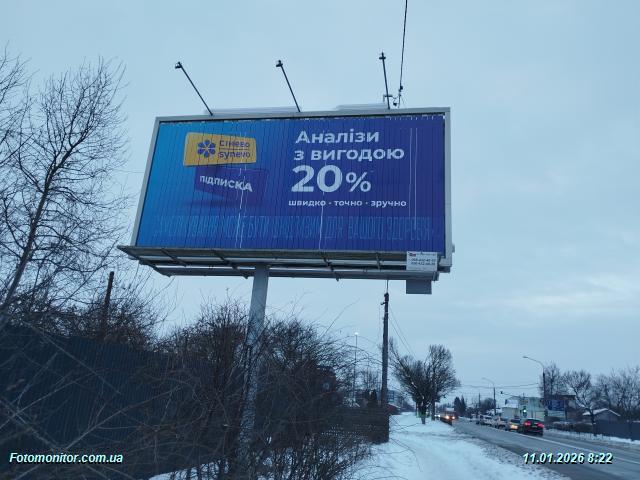 Сінево
synevo
ПІДПИСКА
Аналізи
з вигодою
20%
швидко · точно · зручно
Fotomonitor.com.ua
11.01.2026 8:22